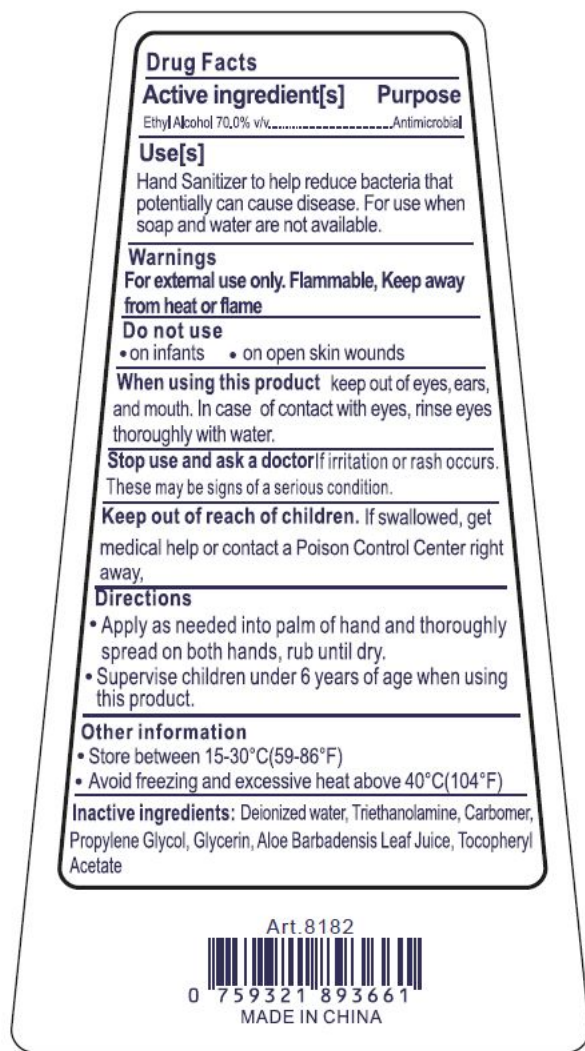 Drug Facts
Active ingredient[s] Purpose
Ethyl Alcohol 70.0% v/v........................................Antimicrobial
Use[s]
Hand Sanitizer to help reduce bacteria that
potentially can cause disease. For use when
soap and water are not available.
Warnings
For external use only. Flammable, Keep away
from heat or flame
Do not use
• on infants • on open skin wounds
When using this product keep out of eyes, ears,
and mouth. In case of contact with eyes, rinse eyes
thoroughly with water.
Stop use and ask a doctor If irritation or rash occurs.
These may be signs of a serious condition.
Keep out of reach of children. If swallowed, get
medical help or contact a Poison Control Center right
away,
Directions
• Apply as needed into palm of hand and thoroughly
spread on both hands, rub until dry.
• Supervise children under 6 years of age when using
this product.
Other information
• Store between 15-30°C(59-86°F)
• Avoid freezing and excessive heat above 40°C(104°F)
Inactive ingredients: Deionized water, Triethanolamine, Carbomer,
Propylene Glycol, Glycerin, Aloe Barbadensis Leaf Juice, Tocopheryl
Acetate
Art.8182
0 759321 893661
MADE IN CHINA